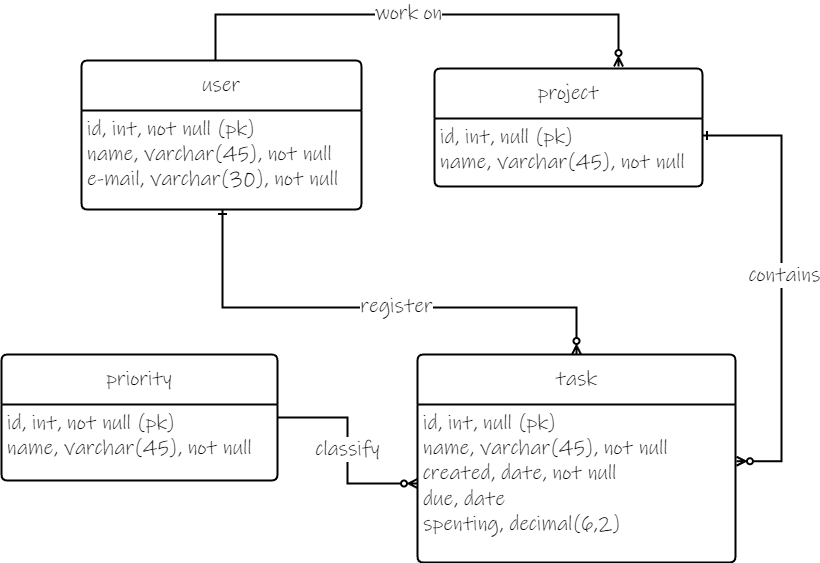 work on
user
id, int, not null (pk)
name, varchar(45), not null
e-mail, varchar(30), not null
project
id, int, null (pk)
name, varchar(45), not null
contains
register
priority
id, int, not null (pk)
name, varchar(45), not null
classify
task
id, int, null (pk)
name, varchar(45), not null
created, date, not null
due, date
spenting, decimal(6,2)